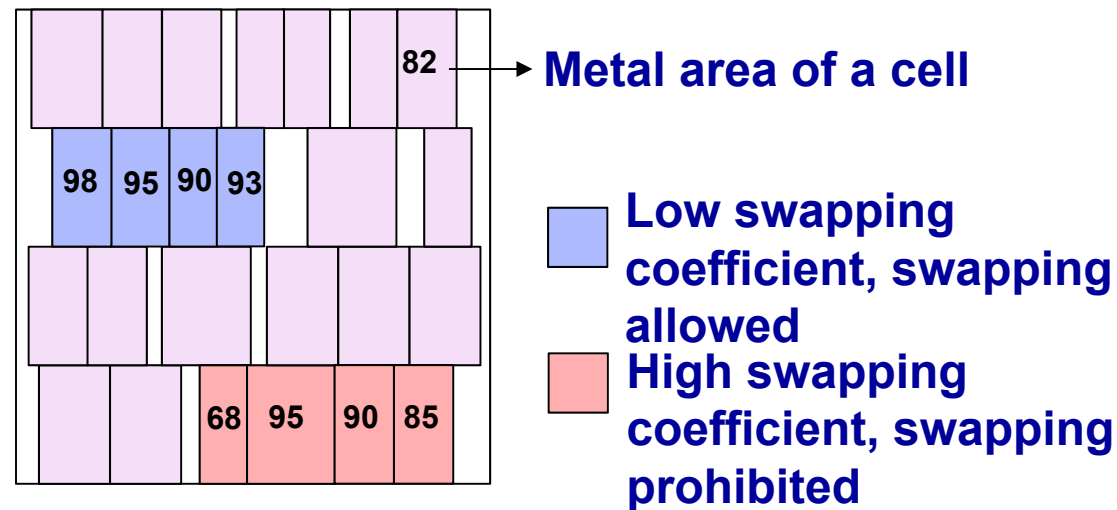 82
Metal area of a cell
98 95 90 93
Low swapping
coefficient, swapping
allowed
High swapping
coefficient, swapping
prohibited
68 95 90 85